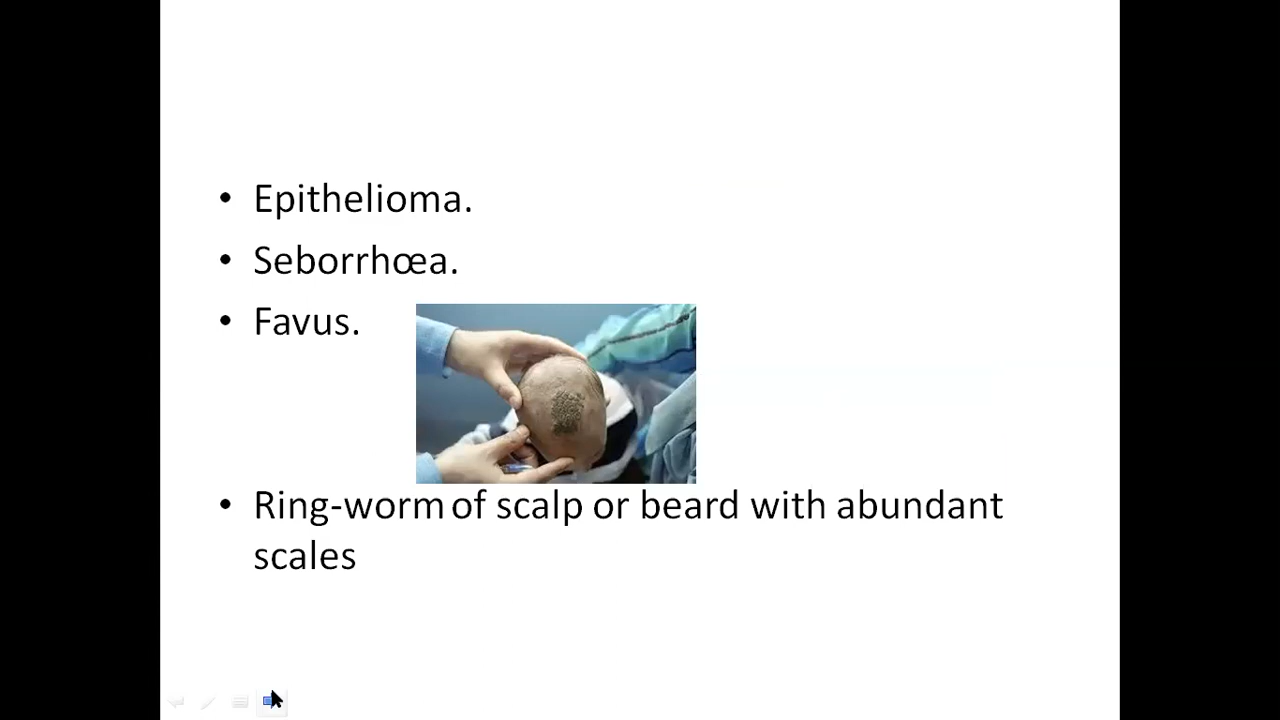 • Epithelioma.
• Seborrhœa.
• Favus.
• Ring-worm of scalp or beard with abundant
scales